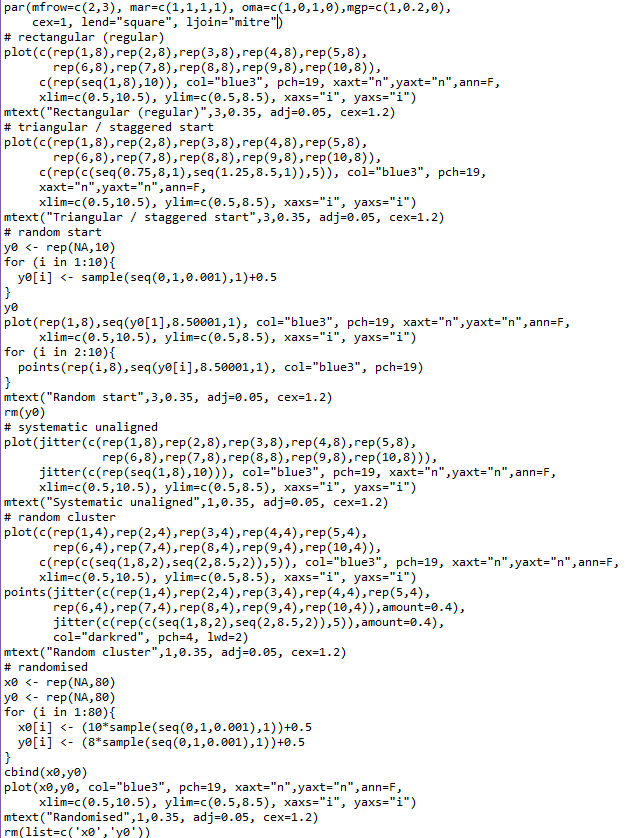 par(mfrow=c(2,3), mar=c(1,1,1,1), oma=c(1,0,1,0),mgp=c(1,0.2,0),
    cex=1, lend="square", ljoin="mitre")
# rectangular (regular)
plot(c(rep(1,8),rep(2,8),rep(3,8),rep(4,8),rep(5,8),
       rep(6,8),rep(7,8),rep(8,8),rep(9,8),rep(10,8)),
     c(rep(seq(1,8),10)), col="blue3", pch=19, xaxt="n",yaxt="n",ann=F,
     xlim=c(0.5,10.5), ylim=c(0.5,8.5), xaxs="i", yaxs="i")
mtext("Rectangular (regular)",3,0.35, adj=0.05, cex=1.2)
# triangular / staggered start
plot(c(rep(1,8),rep(2,8),rep(3,8),rep(4,8),rep(5,8),
       rep(6,8),rep(7,8),rep(8,8),rep(9,8),rep(10,8)),
     c(rep(c(seq(0.75,8,1),seq(1.25,8.5,1)),5)), col="blue3", pch=19,
     xaxt="n",yaxt="n",ann=F,
     xlim=c(0.5,10.5), ylim=c(0.5,8.5), xaxs="i", yaxs="i")
mtext("Triangular / staggered start",3,0.35, adj=0.05, cex=1.2)
# random start
y0 <- rep(NA,10)
for (i in 1:10){
  y0[i] <- sample(seq(0,1,0.001),1)+0.5
}
y0
plot(rep(1,8),seq(y0[1],8.50001,1), col="blue3", pch=19, xaxt="n",yaxt="n",ann=F,
     xlim=c(0.5,10.5), ylim=c(0.5,8.5), xaxs="i", yaxs="i")
for (i in 2:10){
  points(rep(i,8),seq(y0[i],8.50001,1), col="blue3", pch=19)
}
mtext("Random start",3,0.35, adj=0.05, cex=1.2)
rm(y0)
# systematic unaligned
plot(jitter(c(rep(1,8),rep(2,8),rep(3,8),rep(4,8),rep(5,8),
              rep(6,8),rep(7,8),rep(8,8),rep(9,8),rep(10,8))),
     jitter(c(rep(seq(1,8),10))), col="blue3", pch=19, xaxt="n",yaxt="n",ann=F,
     xlim=c(0.5,10.5), ylim=c(0.5,8.5), xaxs="i", yaxs="i")
mtext("Systematic unaligned",1,0.35, adj=0.05, cex=1.2)
# random cluster
plot(c(rep(1,4),rep(2,4),rep(3,4),rep(4,4),rep(5,4),
       rep(6,4),rep(7,4),rep(8,4),rep(9,4),rep(10,4)),
     c(rep(c(seq(1,8,2),seq(2,8.5,2)),5)), col="blue3", pch=19, xaxt="n",yaxt="n",ann=F,
     xlim=c(0.5,10.5), ylim=c(0.5,8.5), xaxs="i", yaxs="i")
points(jitter(c(rep(1,4),rep(2,4),rep(3,4),rep(4,4),rep(5,4),
       rep(6,4),rep(7,4),rep(8,4),rep(9,4),rep(10,4)),amount=0.4),
       jitter(c(rep(c(seq(1,8,2),seq(2,8.5,2)),5)),amount=0.4),
       col="darkred", pch=4, lwd=2)
mtext("Random cluster",1,0.35, adj=0.05, cex=1.2)
# randomised
x0 <- rep(NA,80)
y0 <- rep(NA,80)
for (i in 1:80){
  x0[i] <- (10*sample(seq(0,1,0.001),1))+0.5
  y0[i] <- (8*sample(seq(0,1,0.001),1))+0.5
}
cbind(x0,y0)
plot(x0,y0, col="blue3", pch=19, xaxt="n",yaxt="n",ann=F,
     xlim=c(0.5,10.5), ylim=c(0.5,8.5), xaxs="i", yaxs="i")
mtext("Randomised",1,0.35, adj=0.05, cex=1.2)
rm(list=c('x0','y0'))